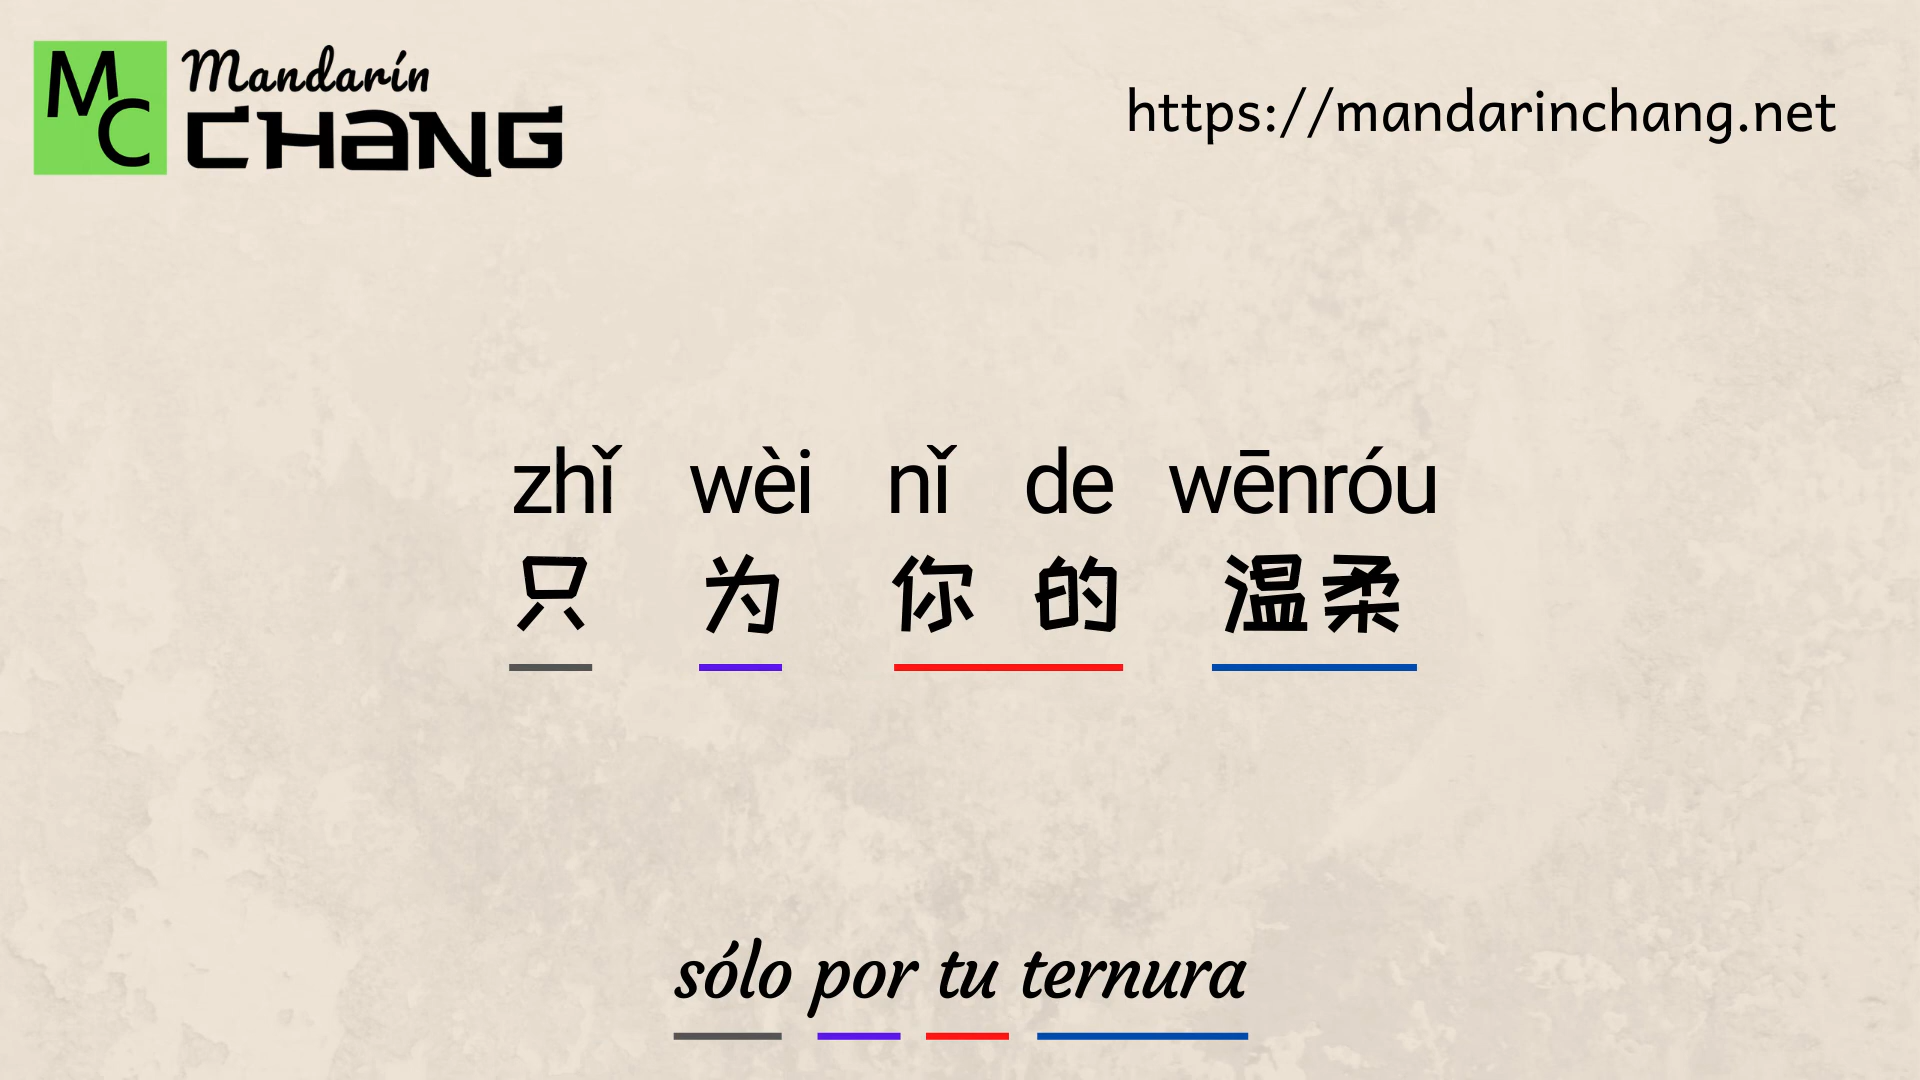 MC
Mandarín
CHANG
https://mandarinchang.net
zhǐ wèi nǐ de wēnróu
只 为 你 的 温柔
sólo por tu ternura